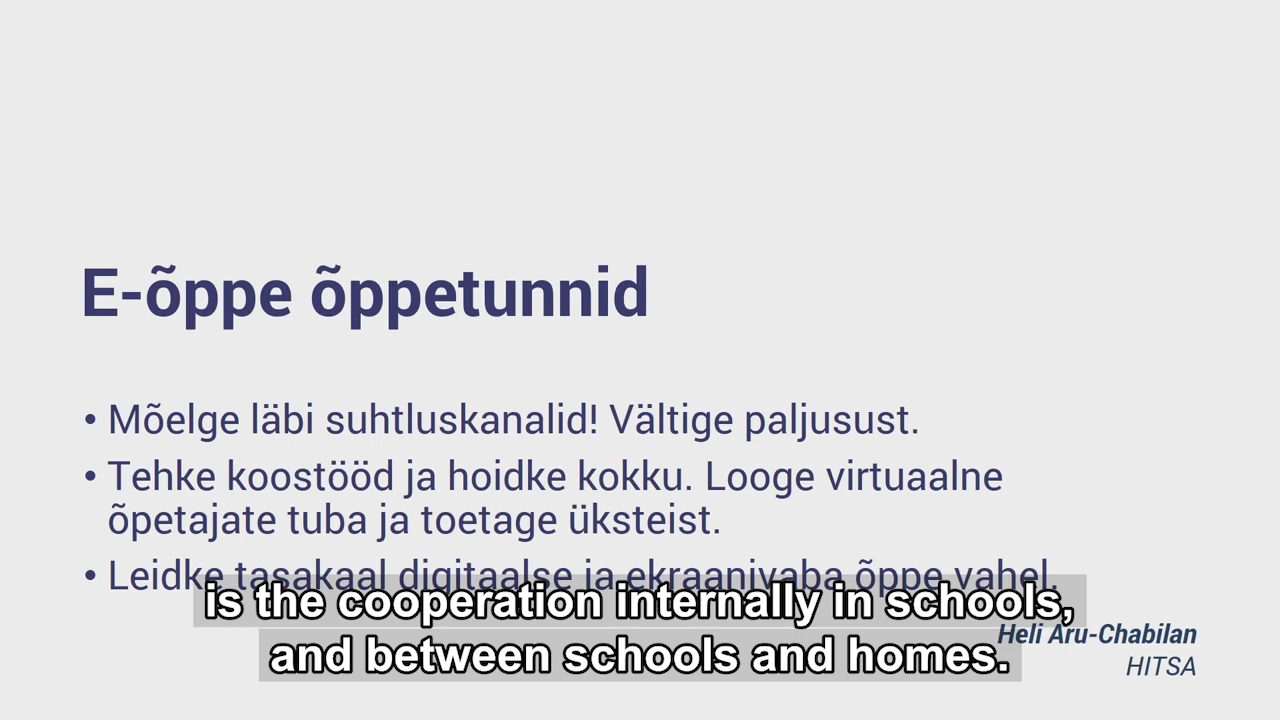 E-õppe õppetunnid
• Mõelge läbi suhtluskanalid! Vältige paljusust.
• Tehke koostööd ja hoidke kokku. Looge virtuaalne
õpetajate tuba ja toetage üksteist.
• Leidke tasakaal digitaalse ja ekraanivaba õppe vahel.
is the cooperation internally in schools,
and between schools and homes.
Heli Aru-Chabilan
HITSA